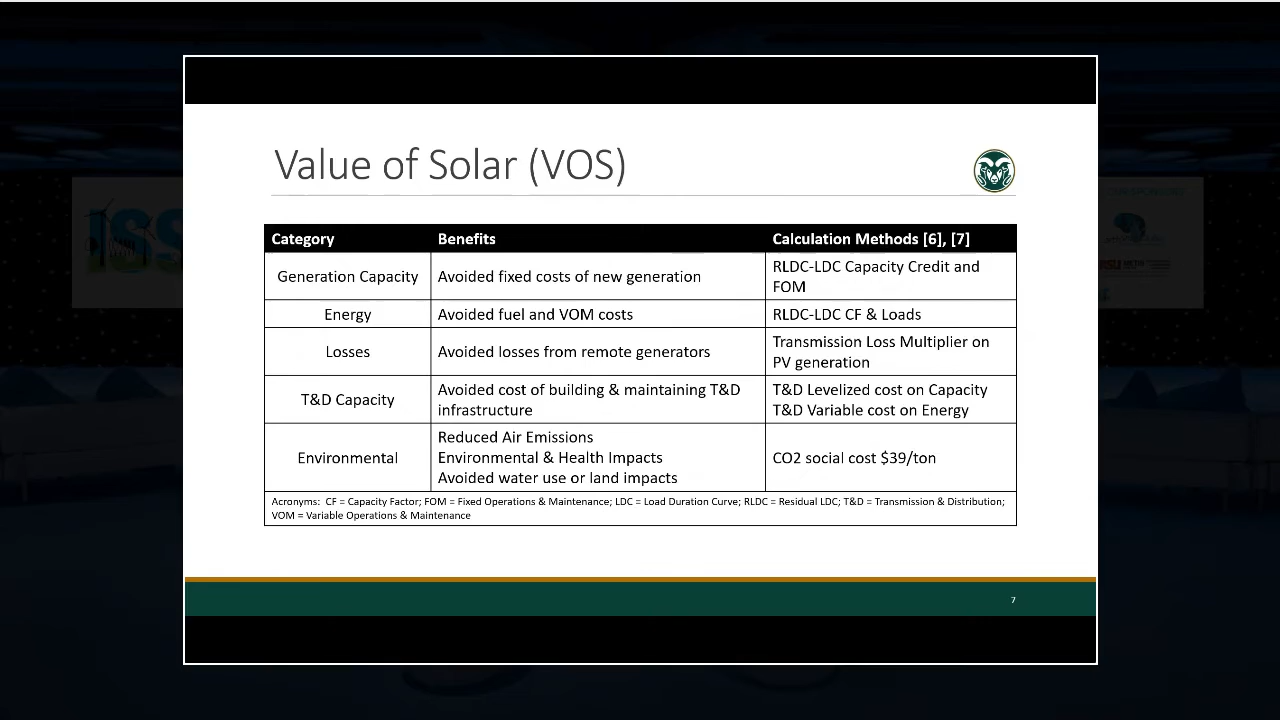 Value of Solar (VOS)
Category
Benefits
Calculation Methods [6], [7]
Generation Capacity
Avoided fixed costs of new generation
RLDC-LDC Capacity Credit and
FOM
Energy
Avoided fuel and VOM costs
RLDC-LDC CF & Loads
Losses
Avoided losses from remote generators
Transmission Loss Multiplier on
PV generation
T&D Capacity
Avoided cost of building & maintaining T&D
infrastructure
T&D Levelized cost on Capacity
T&D Variable cost on Energy
Environmental
Reduced Air Emissions
Environmental & Health Impacts
Avoided water use or land impacts
CO2 social cost $39/ton
Acronyms: CF = Capacity Factor; FOM = Fixed Operations & Maintenance; LDC = Load Duration Curve; RLDC = Residual LDC; T&D = Transmission & Distribution;
VOM = Variable Operations & Maintenance
7